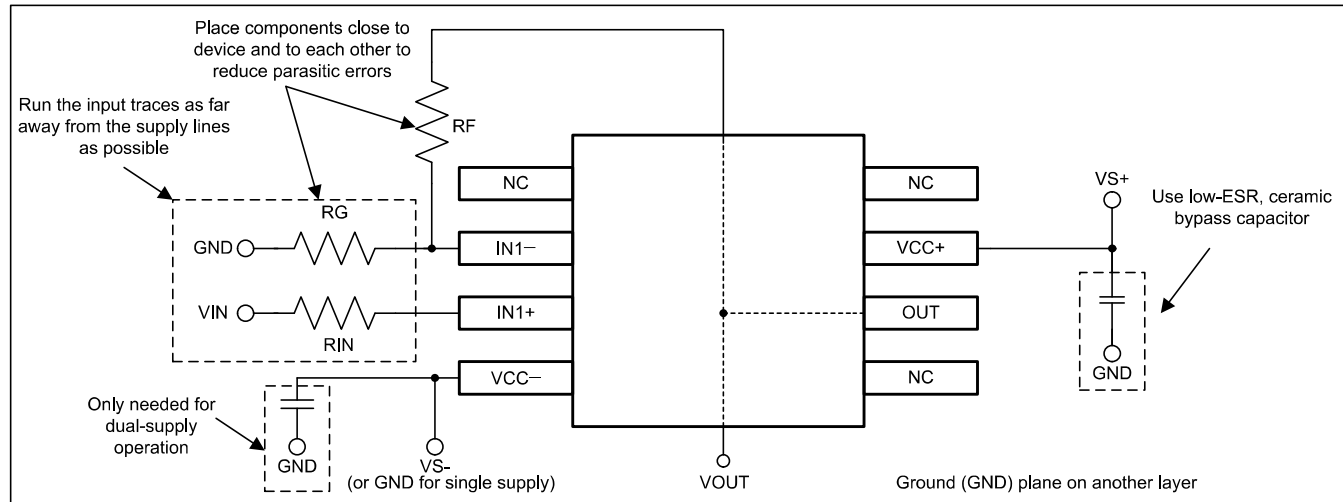 Place components close to
device and to each other to
reduce parasitic errors
Run the input traces as far
away from the supply lines
as possible
RF
NC
NC
VS+
Use low-ESR, ceramic
bypass capacitor
RG
GND
IN1−
VCC+
VIN
IN1+
OUT
RIN
VCC−
NC
GND
Only needed for
dual-supply
operation
GND
VS-
(or GND for single supply)
VOUT
Ground (GND) plane on another layer